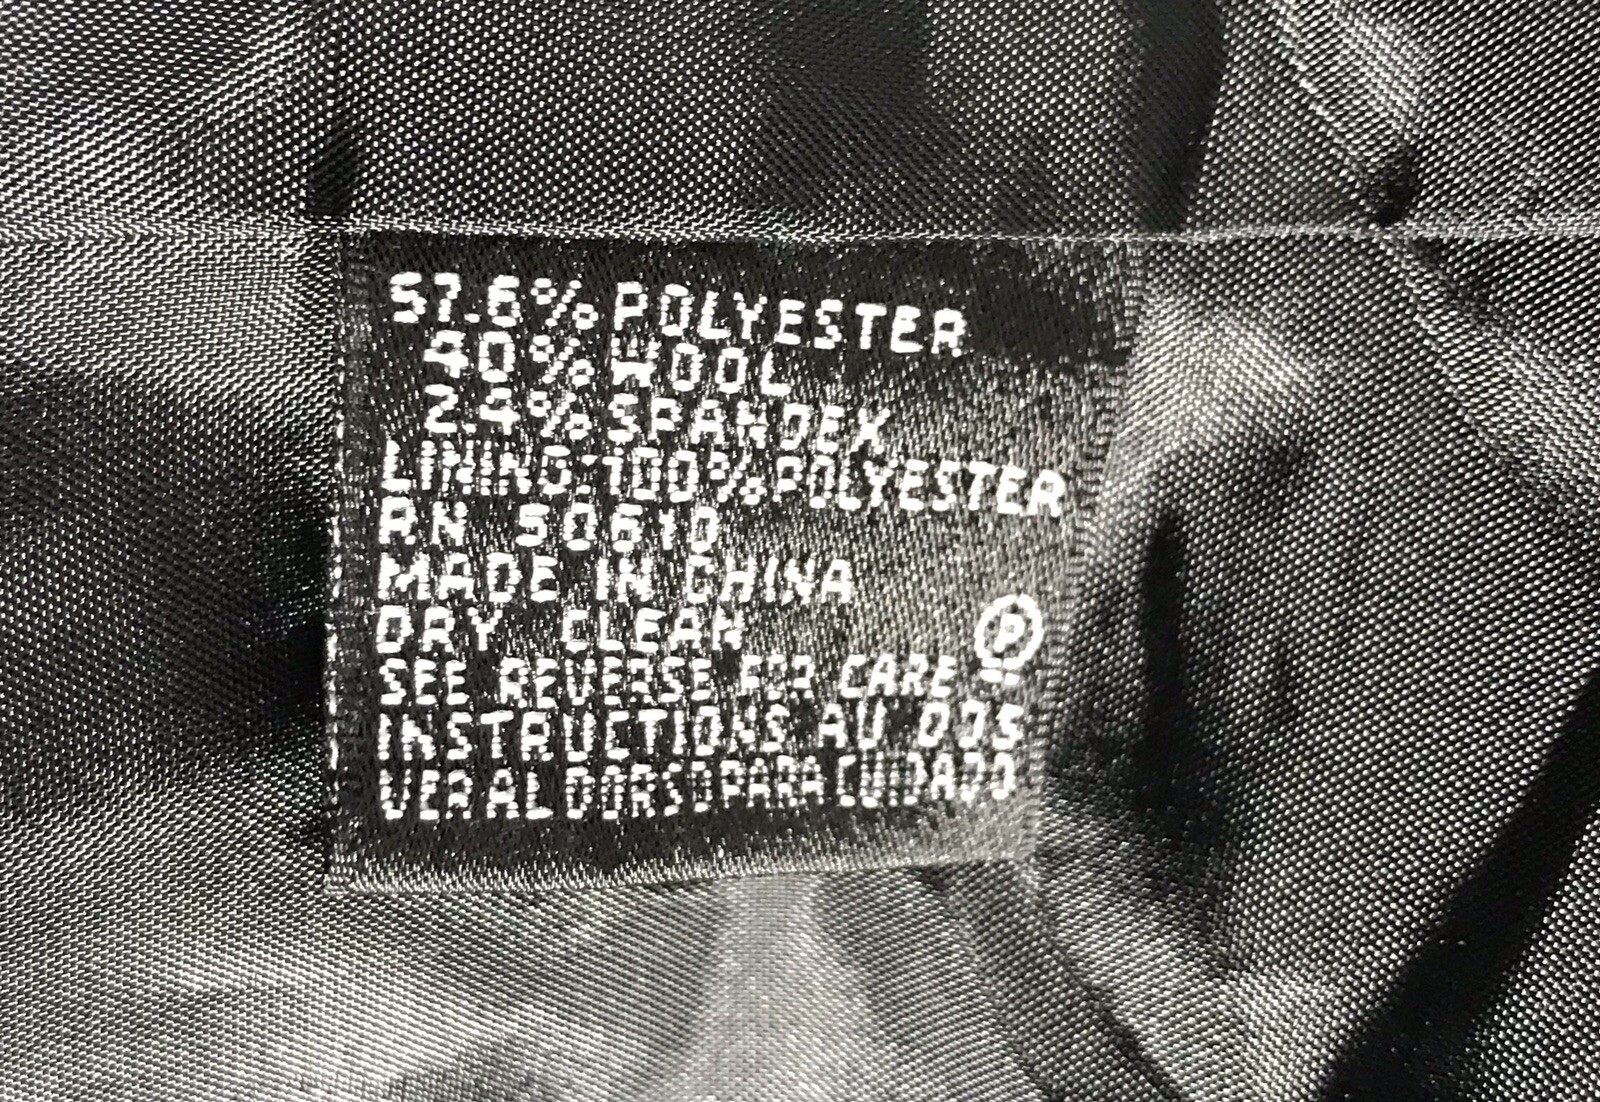 57.6% POLYESTER
40% WOOL
2.4% SPANDEX
LINING:100% POLYESTER
RN 50610
MADE IN CHINA
DRY CLEAN P
SEE REVERSE FOR CARE
INSTRUCTIONS AU DOS
VER AL DORSO PARA CUIDADO